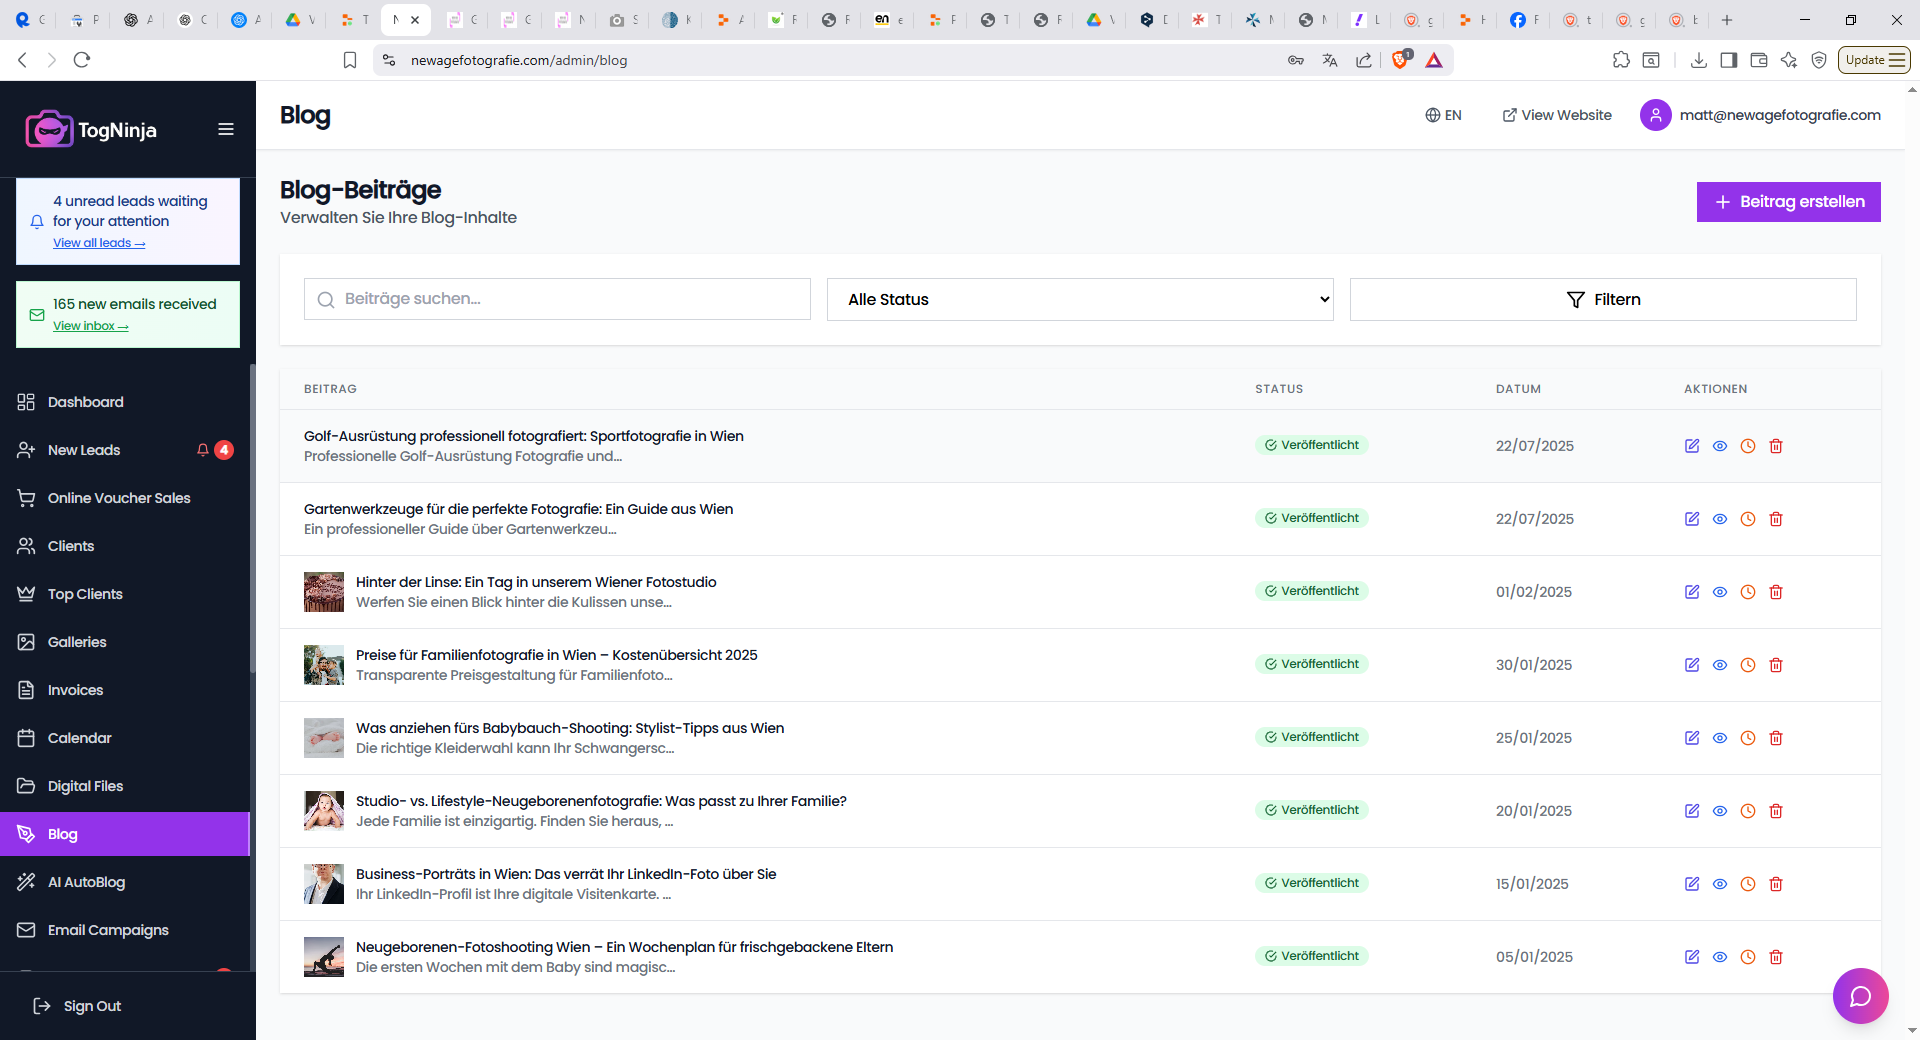 newagefotografie.com/admin/blog
1
Update
TogNinja
4 unread leads waiting
for your attention
View all leads →
165 new emails received
View inbox →
Dashboard
New Leads
4
Online Voucher Sales
Clients
Top Clients
Galleries
Invoices
Calendar
Digital Files
Blog
AI AutoBlog
Email Campaigns
Sign Out
Blog
EN
View Website
matt@newagefotografie.com
Blog-Beiträge
Verwalten Sie Ihre Blog-Inhalte
+ Beitrag erstellen
Beiträge suchen...
Alle Status
Filtern
BEITRAG STATUS DATUM AKTIONEN
Golf-Ausrüstung professionell fotografiert: Sportfotografie in Wien
Professionelle Golf-Ausrüstung Fotografie und...
Veröffentlicht
22/07/2025
Gartenwerkzeuge für die perfekte Fotografie: Ein Guide aus Wien
Ein professioneller Guide über Gartenwerkzeu...
Veröffentlicht
22/07/2025
Hinter der Linse: Ein Tag in unserem Wiener Fotostudio
Werfen Sie einen Blick hinter die Kulissen unse...
Veröffentlicht
01/02/2025
Preise für Familienfotografie in Wien – Kostenübersicht 2025
Transparente Preisgestaltung für Familienfoto...
Veröffentlicht
30/01/2025
Was anziehen fürs Babybauch-Shooting: Stylist-Tipps aus Wien
Die richtige Kleiderwahl kann Ihr Schwangersc...
Veröffentlicht
25/01/2025
Studio- vs. Lifestyle-Neugeborenenfotografie: Was passt zu Ihrer Familie?
Jede Familie ist einzigartig. Finden Sie heraus, ...
Veröffentlicht
20/01/2025
Business-Porträts in Wien: Das verrät Ihr LinkedIn-Foto über Sie
Ihr LinkedIn-Profil ist Ihre digitale Visitenkarte. ...
Veröffentlicht
15/01/2025
Neugeborenen-Fotoshooting Wien – Ein Wochenplan für frischgebackene Eltern
Die ersten Wochen mit dem Baby sind magisc...
Veröffentlicht
05/01/2025